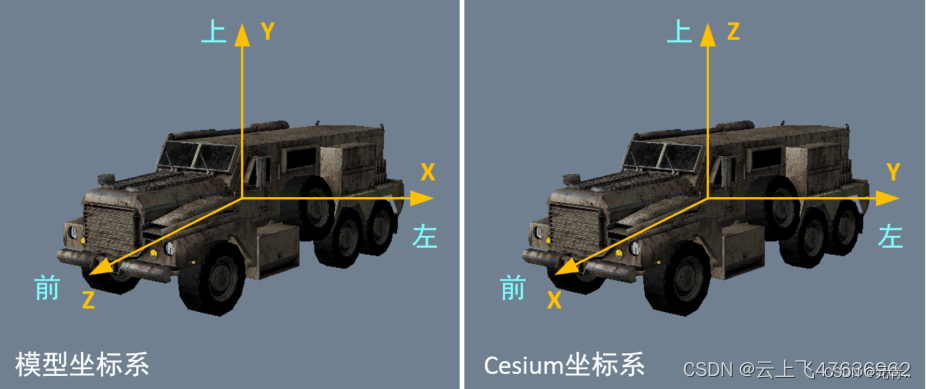 上 Y
X
左
前
Z
模型坐标系
上 Z
Y
左
前
X
Cesium坐标系
CSDN @云上飞47636962